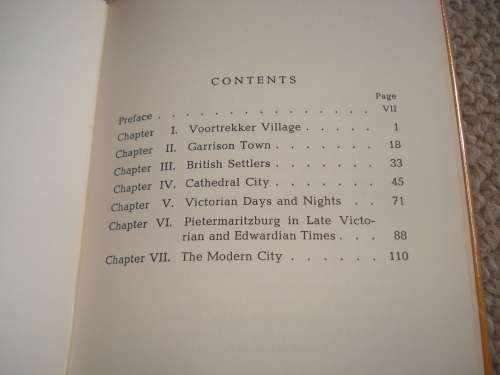 CONTENTS
Page
Preface . . . . . . . . . . . . . . . VII
Chapter I. Voortrekker Village . . . . . 1
Chapter II. Garrison Town . . . . . . . 18
Chapter III. British Settlers . . . . . . . 33
Chapter IV. Cathedral City . . . . . . . 45
Chapter V. Victorian Days and Nights . . 71
Chapter VI. Pietermaritzburg in Late Victo-
rian and Edwardian Times . . . 88
Chapter VII. The Modern City . . . . . . 110